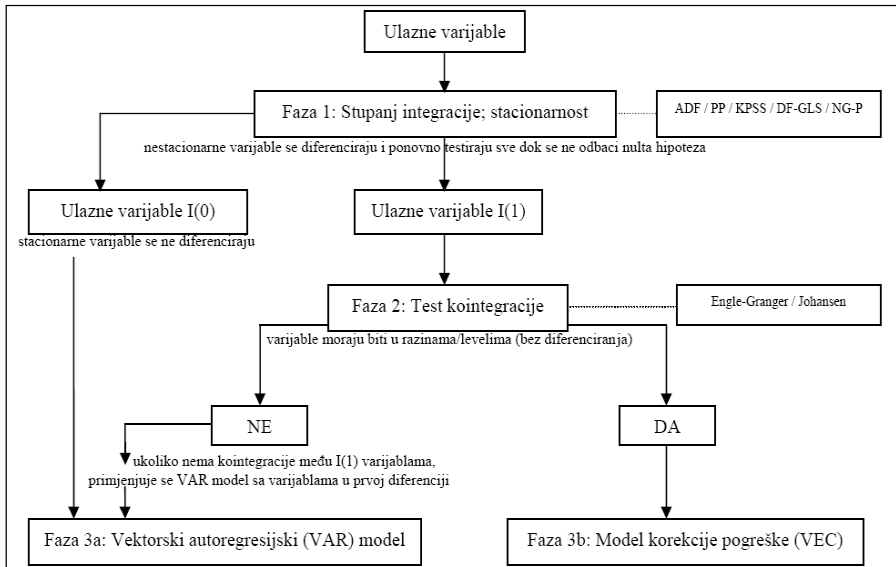 Ulazne varijable
Faza 1: Stupanj integracije; stacionarnost
ADF / PP / KPSS / DF-GLS / NG-P
nestacionarne varijable se diferenciraju i ponovno testiraju sve dok se ne odbaci nulta hipoteza
Ulazne varijable I(0)
Ulazne varijable I(1)
stacionarne varijable se ne diferenciraju
Faza 2: Test kointegracije
Engle-Granger / Johansen
varijable moraju biti u razinama/levelima (bez diferenciranja)
NE
DA
ukoliko nema kointegracije među I(1) varijablama,
primjenjuje se VAR model sa varijablama u prvoj diferenciji
Faza 3a: Vektorski autoregresijski (VAR) model
Faza 3b: Model korekcije pogreške (VEC)